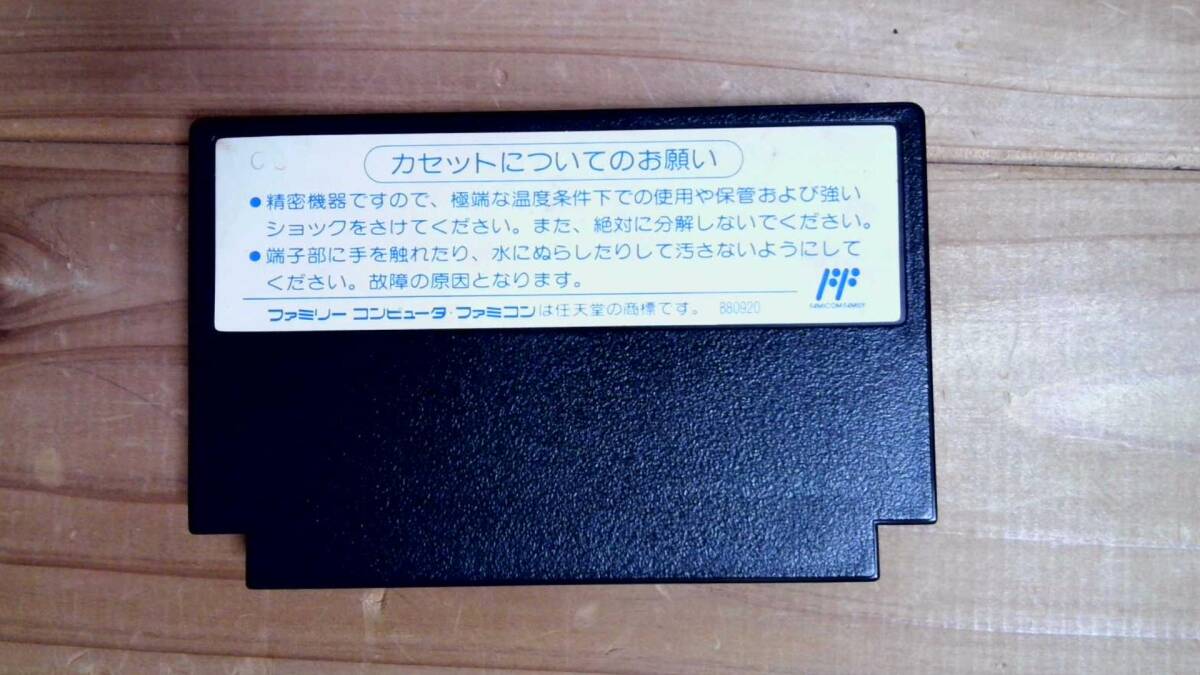 カセットについてのお願い
●精密機器ですので、極端な温度条件下での使用や保管および強い
ショックをさけてください。また、絶対に分解しないでください。
●端子部に手を触れたり、水にぬらしたりして汚さないようにして
ください。故障の原因となります。
FAMICOM FAMILY
ファミリーコンピュータ・ファミコンは任天堂の商標です。 B80920